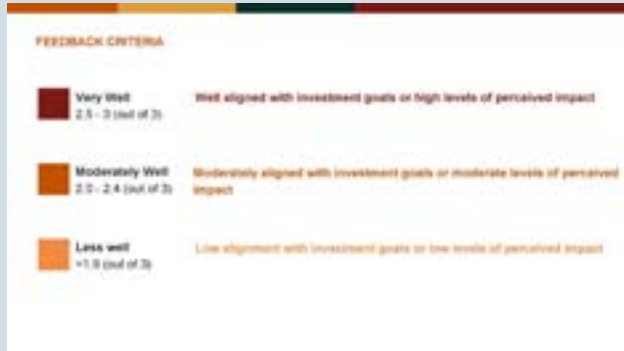 FEEDBACK CRITERIA
Very Well
2.5 - 3 (out of 3)
Well aligned with investment goals or high levels of perceived impact
Moderately Well
2.0 - 2.4 (out of 3)
Moderately aligned with investment goals or moderate levels of perceived
impact
Less well
<1.9 (out of 3)
Low alignment with investment goals or low levels of perceived impact